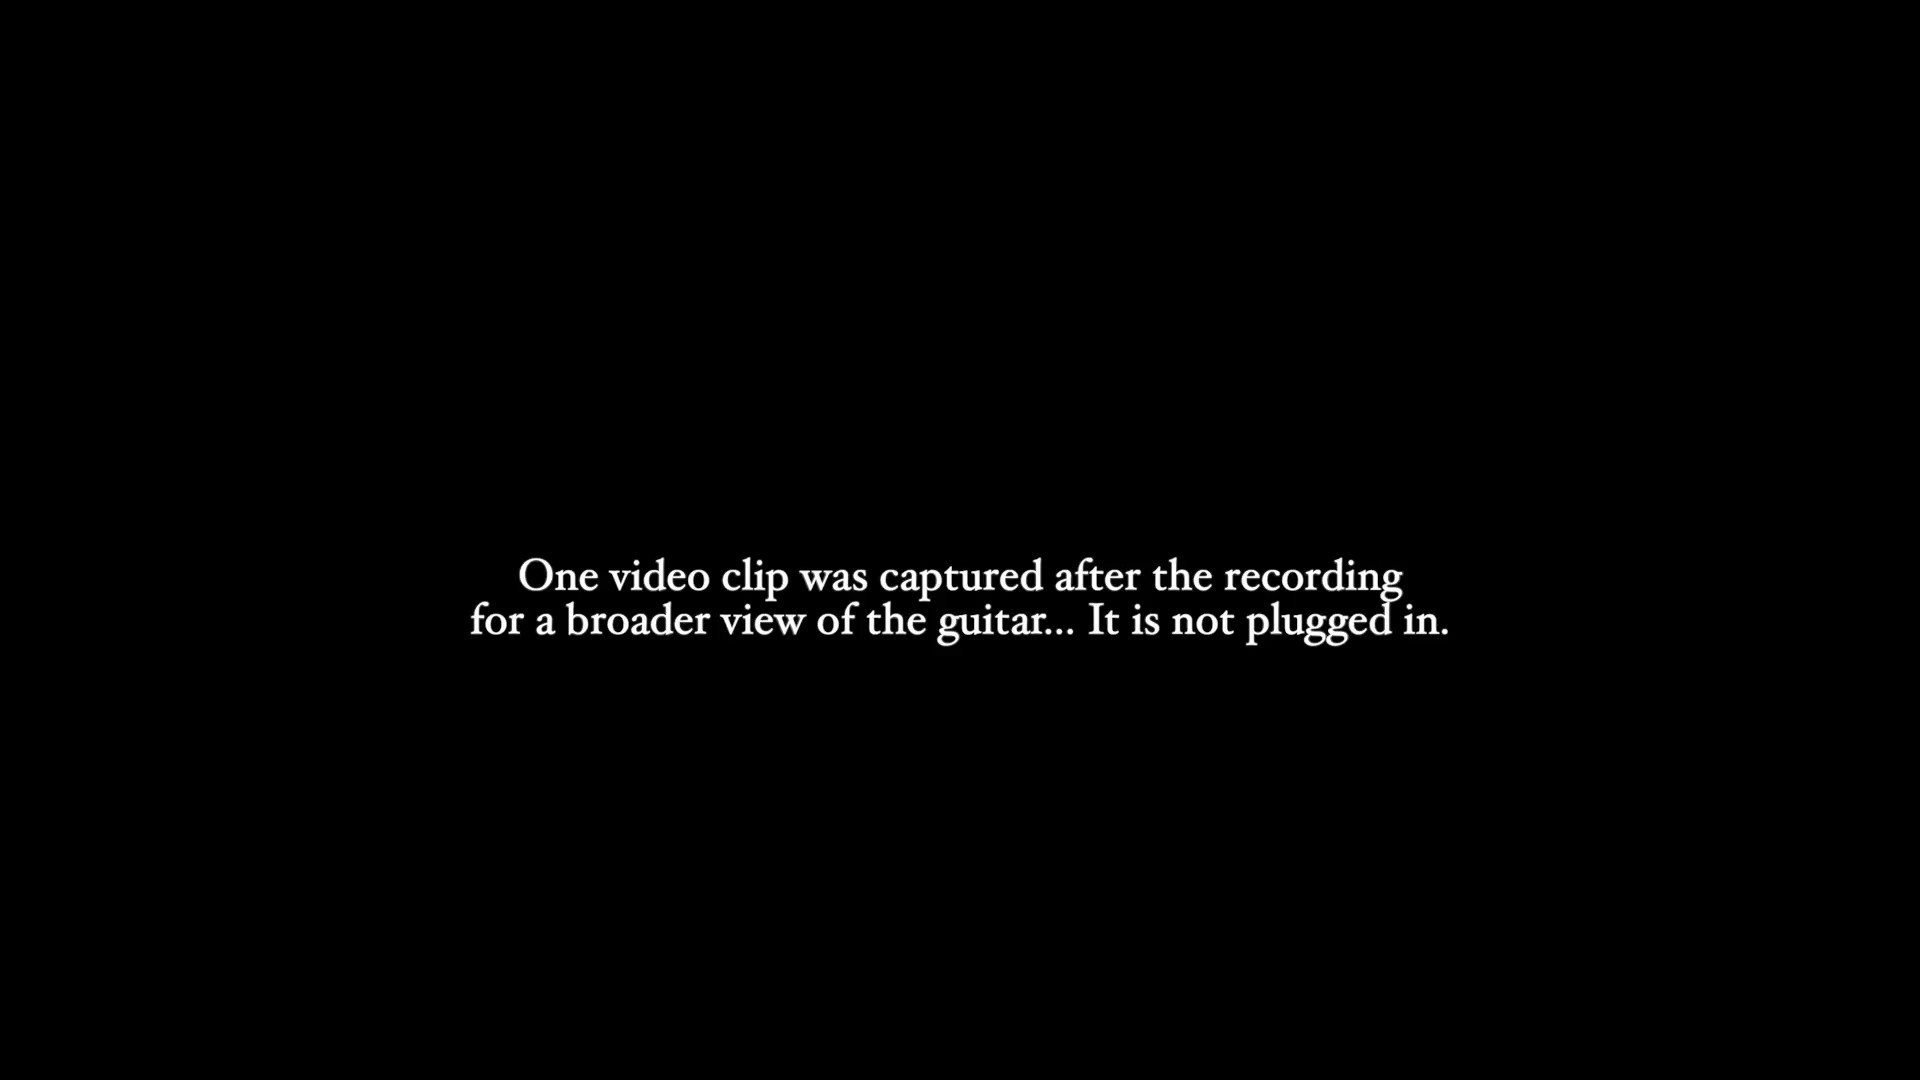 One video clip was captured after the recording
for a broader view of the guitar... It is not plugged in.